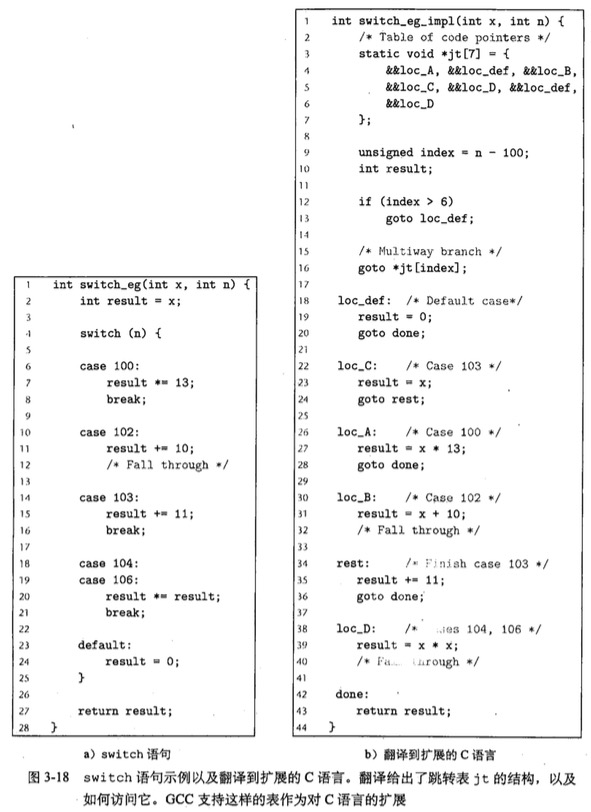 1 int switch_eg(int x, int n) {
2 int result = x;
3
4 switch (n) {
5
6 case 100:
7 result *= 13;
8 break;
9
10 case 102:
11 result += 10;
12 /* Fall through */
13
14 case 103:
15 result += 11;
16 break;
17
18 case 104:
19 case 106:
20 result *= result;
21 break;
22
23 default:
24 result = 0;
25 }
26
27 return result;
28 }
a）switch 语句
1 int switch_eg_impl(int x, int n) {
2 /* Table of code pointers */
3 static void *jt[7] = {
4 &&loc_A, &&loc_def, &&loc_B,
5 &&loc_C, &&loc_D, &&loc_def,
6 &&loc_D
7 };
8
9 unsigned index = n - 100;
10 int result;
11
12 if (index > 6)
13 goto loc_def;
14
15 /* Multiway branch */
16 goto *jt[index];
17
18 loc_def: /* Default case*/
19 result = 0;
20 goto done;
21
22 loc_C: /* Case 103 */
23 result = x;
24 goto rest;
25
26 loc_A: /* Case 100 */
27 result = x * 13;
28 goto done;
29
30 loc_B: /* Case 102 */
31 result = x + 10;
32 /* Fall through */
33
34 rest: /* Finish case 103 */
35 result += 11;
36 goto done;
37
38 loc_D: /* 104, 106 */
39 result = x * x;
40 /* through */
41
42 done:
43 return result;
44 }
b）翻译到扩展的 C 语言
图 3-18 switch 语句示例以及翻译到扩展的 C 语言。翻译给出了跳转表 jt 的结构，以及
如何访问它。GCC 支持这样的表作为对 C 语言的扩展